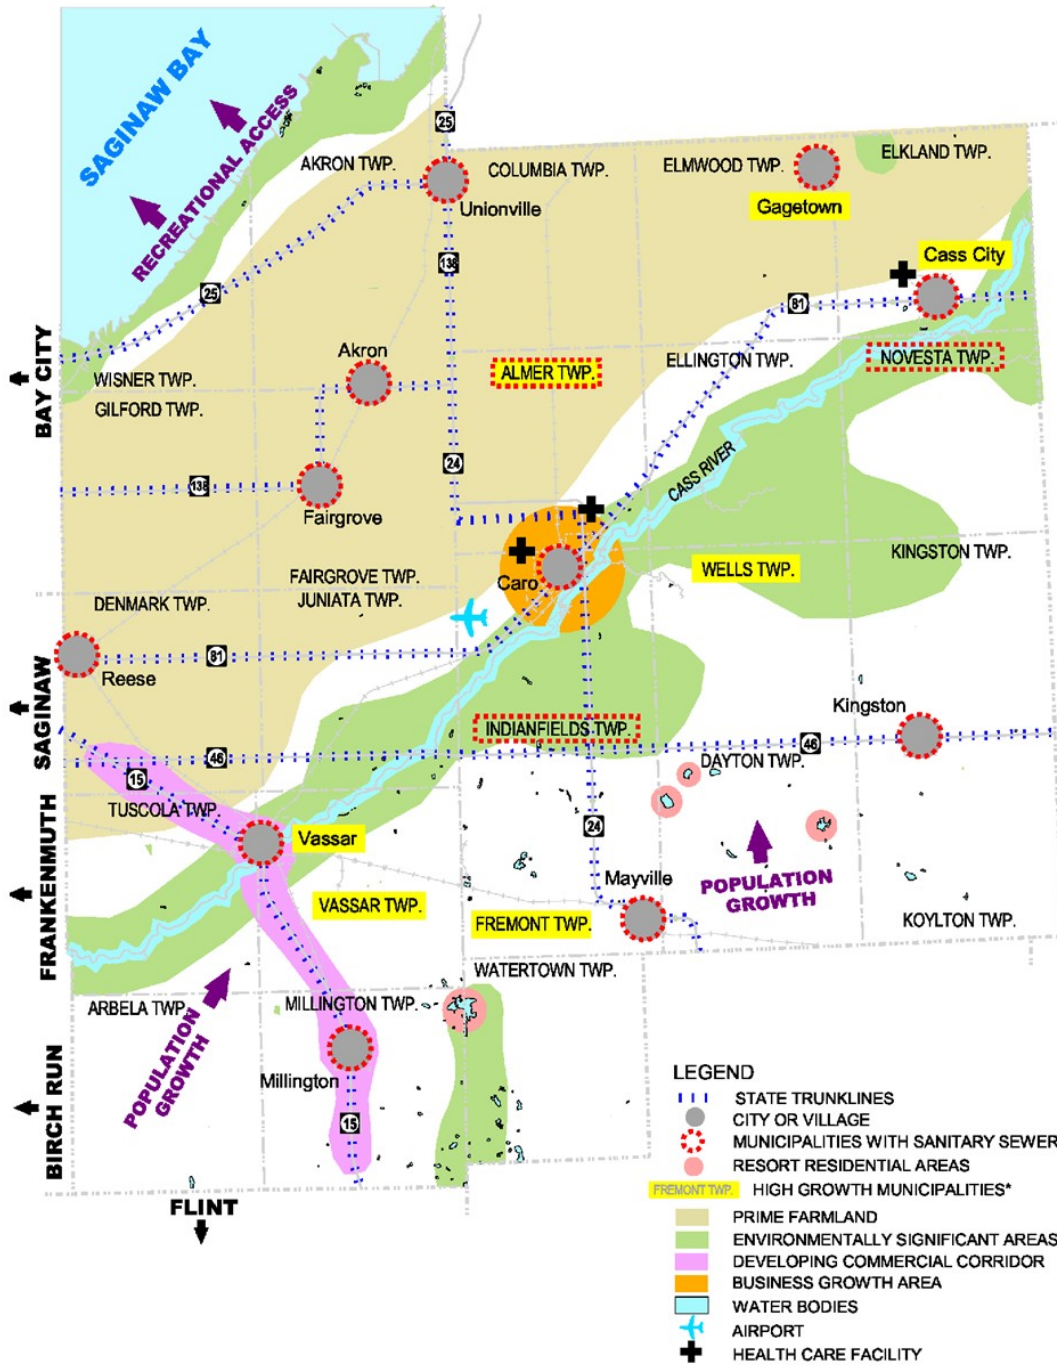 SAGINAW BAY
RECREATIONAL ACCESS
25
AKRON TWP.
COLUMBIA TWP.
ELMWOOD TWP.
ELKLAND TWP.
Unionville
Gagetown
138
Cass City
25
81
Akron
ELLINGTON TWP.
NOVESTA TWP.
WISNER TWP.
GILFORD TWP.
ALMER TWP.
BAY CITY
24
CASS RIVER
138
Fairgrove
KINGSTON TWP.
FAIRGROVE TWP.
JUNIATA TWP.
Caro
WELLS TWP.
DENMARK TWP.
81
Reese
SAGINAW
Kingston
INDIANFIELDS TWP.
46
46
DAYTON TWP.
15
TUSCOLA TWP.
24
Vassar
FRANKENMUTH
Mayville
POPULATION
GROWTH
VASSAR TWP.
FREMONT TWP.
KOYLTON TWP.
WATERTOWN TWP.
ARBELA TWP.
MILLINGTON TWP.
POPULATION
GROWTH
Millington
BIRCH RUN
15
FLINT
LEGEND
STATE TRUNKLINES
CITY OR VILLAGE
MUNICIPALITIES WITH SANITARY SEWER
RESORT RESIDENTIAL AREAS
FREMONT TWP. HIGH GROWTH MUNICIPALITIES*
PRIME FARMLAND
ENVIRONMENTALLY SIGNIFICANT AREAS
DEVELOPING COMMERCIAL CORRIDOR
BUSINESS GROWTH AREA
WATER BODIES
AIRPORT
HEALTH CARE FACILITY